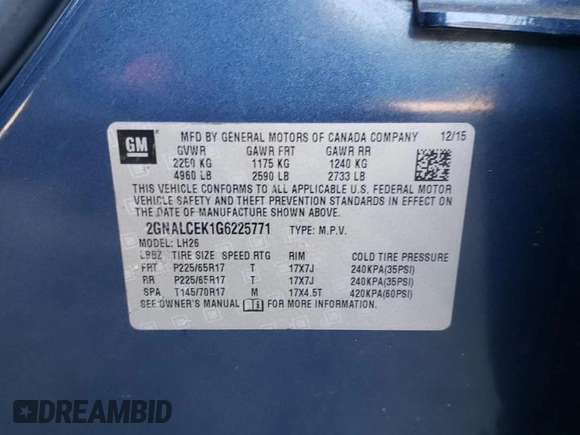 GM
MFD BY GENERAL MOTORS OF CANADA COMPANY 12/15
GVWR GAWR FRT GAWR RR
2250 KG 1175 KG 1240 KG
4960 LB 2590 LB 2733 LB
THIS VEHICLE CONFORMS TO ALL APPLICABLE U.S. FEDERAL MOTOR
VEHICLE SAFETY AND THEFT PREVENTION STANDARDS IN EFFECT ON
THE DATE OF MANUFACTURE SHOWN ABOVE.
2GNALCEK1G6225771 TYPE: M.P.V.
MODEL: LH26
TIRE SIZE SPEED RTG RIM COLD TIRE PRESSURE
FRT P225/65R17 T 17X7J 240KPA(35PSI)
RR P225/65R17 T 17X7J 240KPA(35PSI)
SPA T145/70R17 M 17X4.5T 420KPA(60PSI)
SEE OWNER'S MANUAL FOR MORE INFORMATION
DREAMBID